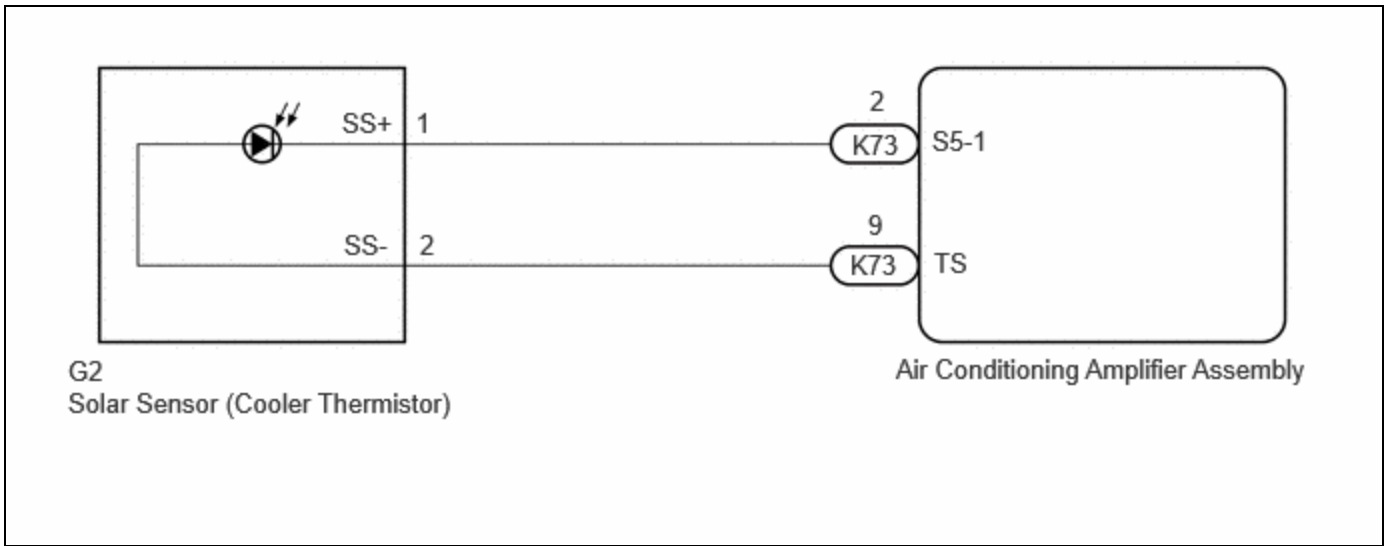 SS+ 1
2
K73
S5-1
SS- 2
9
K73
TS
G2
Solar Sensor (Cooler Thermistor)
Air Conditioning Amplifier Assembly